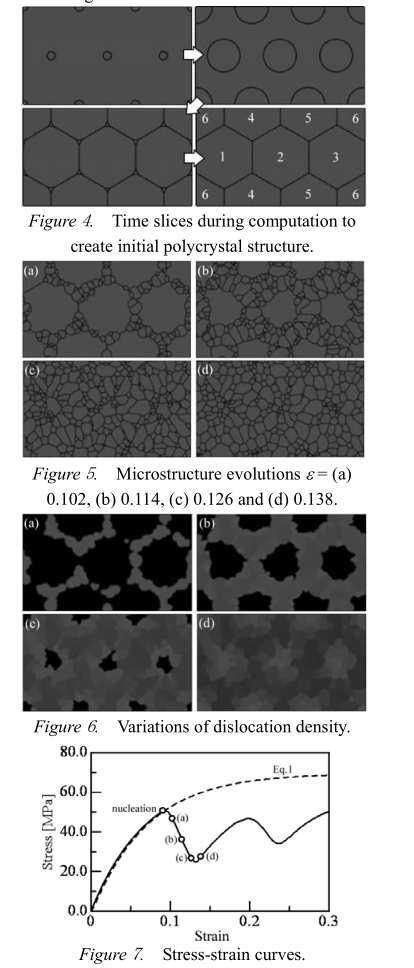 6 4 5 6
1 2 3
6 4 5 6
Figure 4. Time slices during computation to
create initial polycrystal structure.
(a) (b)
(c) (d)
Figure 5. Microstructure evolutions ε = (a)
0.102, (b) 0.114, (c) 0.126 and (d) 0.138.
(a) (b)
(c) (d)
Figure 6. Variations of dislocation density.
80.0
Eq.1
60.0
nucleation
(a)
40.0
(b)
(c) (d)
20.0
0.0
Stress [MPa]
0 0.1 0.2 0.3
Strain
Figure 7. Stress-strain curves.